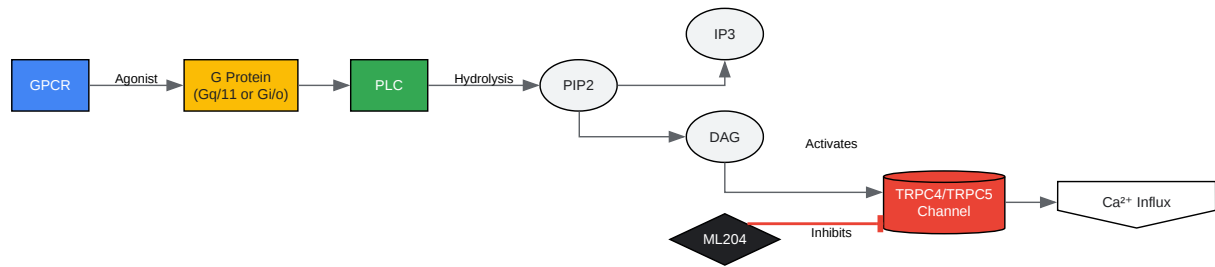 GPCR
Agonist
G Protein
(Gq/11 or Gi/o)
PLC
Hydrolysis
PIP2
IP3
DAG
Activates
TRPC4/TRPC5
Channel
Ca²⁺ Influx
ML204
Inhibits